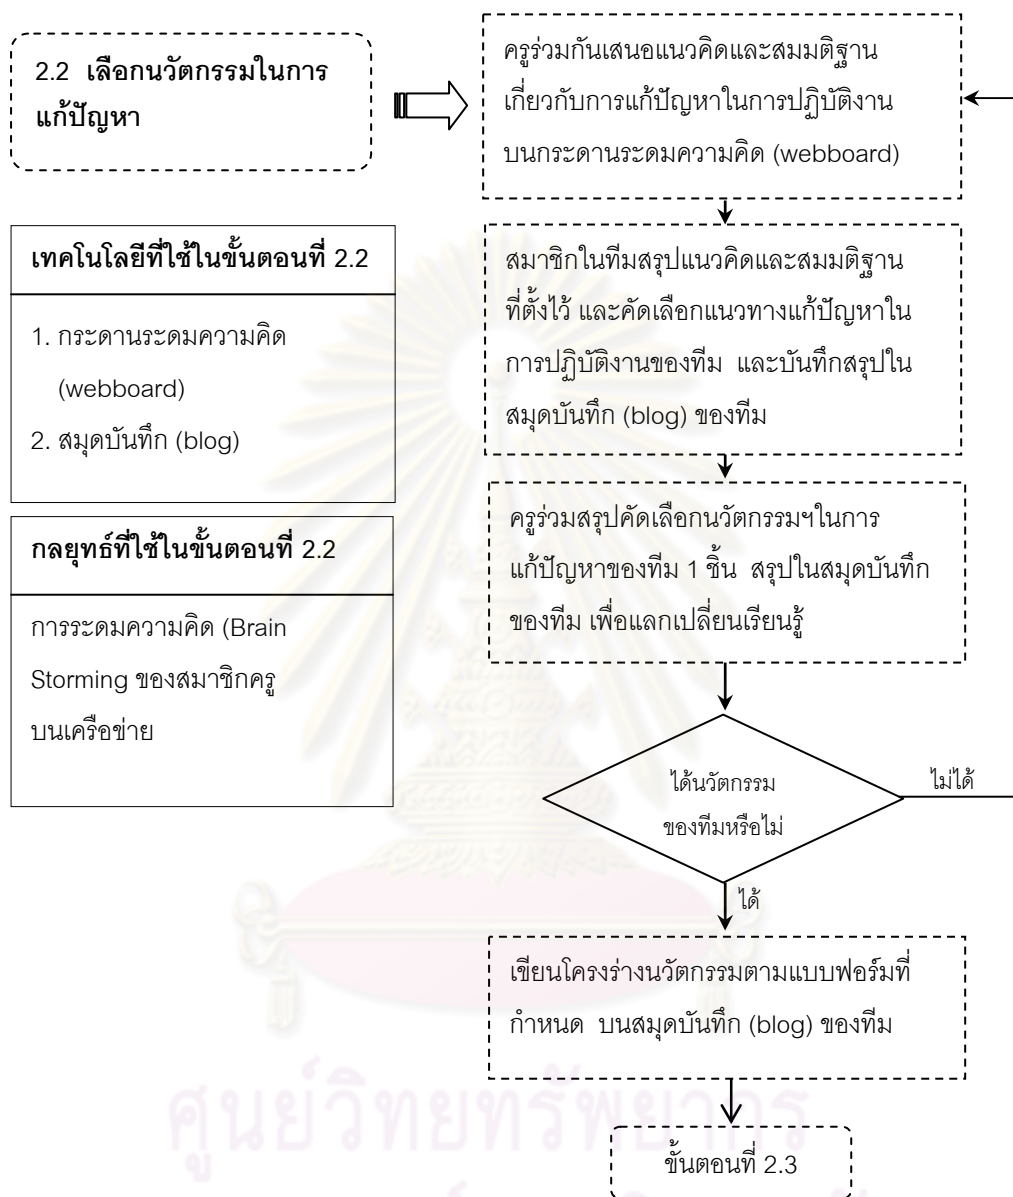 2.2 เลือกนวัตกรรมในการ
แก้ปัญหา
ครูร่วมกันเสนอแนวคิดและสมมติฐาน
เกี่ยวกับการแก้ปัญหาในการปฏิบัติงาน
บนกระดานระดมความคิด (webboard)
เทคโนโลยีที่ใช้ในขั้นตอนที่ 2.2
1. กระดานระดมความคิด
(webboard)
2. สมุดบันทึก (blog)
สมาชิกในทีมสรุปแนวคิดและสมมติฐาน
ที่ตั้งไว้ และคัดเลือกแนวทางแก้ปัญหาใน
การปฏิบัติงานของทีม และบันทึกสรุปใน
สมุดบันทึก (blog) ของทีม
กลยุทธ์ที่ใช้ในขั้นตอนที่ 2.2
การระดมความคิด (Brain
Storming ของสมาชิกครู
บนเครือข่าย
ครูร่วมสรุปคัดเลือกนวัตกรรมฯในการ
แก้ปัญหาของทีม 1 ชิ้น สรุปในสมุดบันทึก
ของทีม เพื่อแลกเปลี่ยนเรียนรู้
ได้นวัตกรรม
ของทีมหรือไม่
ไม่ได้
ได้
เขียนโครงร่างนวัตกรรมตามแบบฟอร์มที่
กำหนด บนสมุดบันทึก (blog) ของทีม
ศูนย์วิทยทรัพยากร
ขั้นตอนที่ 2.3